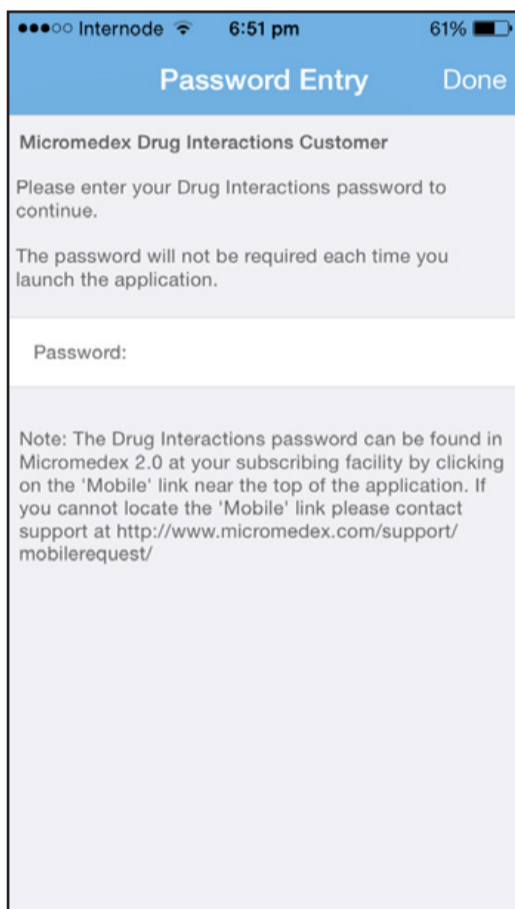 Internode 6:51 pm 61%
Password Entry Done
Micromedex Drug Interactions Customer
Please enter your Drug Interactions password to
continue.
The password will not be required each time you
launch the application.
Password:
Note: The Drug Interactions password can be found in
Micromedex 2.0 at your subscribing facility by clicking
on the 'Mobile' link near the top of the application. If
you cannot locate the 'Mobile' link please contact
support at http://www.micromedex.com/support/
mobilerequest/